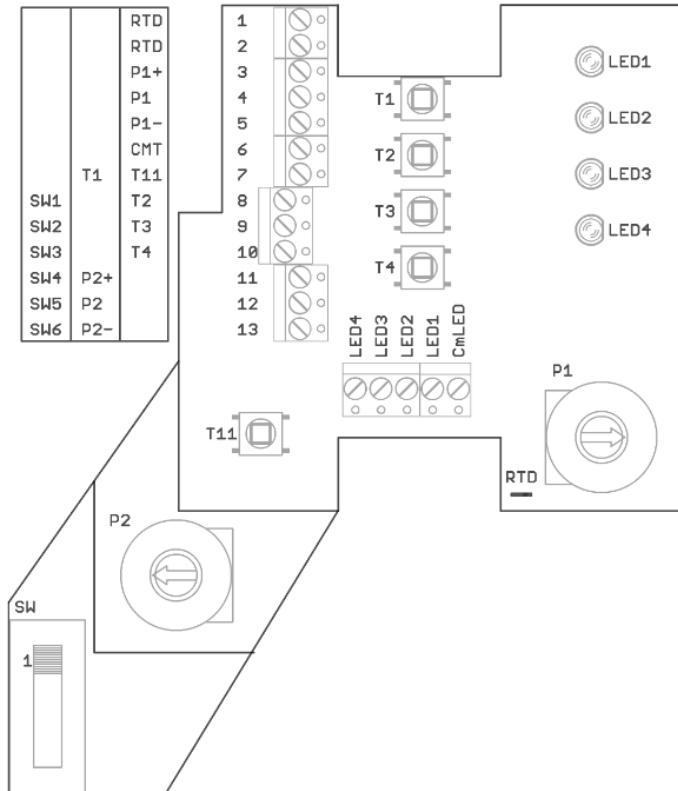 RTD 1
RTD 2
P1+ 3
P1 4
P1- 5
CMT 6
T1 T11 7
SW1 T2 8
SW2 T3 9
SW3 T4 10
SW4 P2+ 11
SW5 P2 12
SW6 P2- 13
T1
T2
T3
T4
LED1
LED2
LED3
LED4
LED4 LED3 LED2 LED1 CmLED
P1
T11
RTD
P2
SW
1